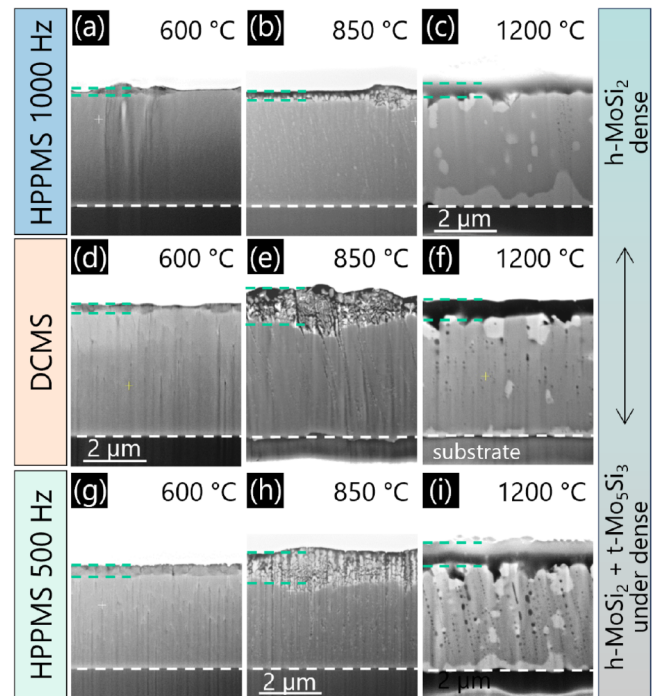 HPPMS 1000 Hz
(a) 600 °C
(b) 850 °C
(c) 1200 °C
2 µm
h-MoSi2
dense
DCMS
(d) 600 °C
2 µm
(e) 850 °C
(f) 1200 °C
substrate
HPPMS 500 Hz
(g) 600 °C
(h) 850 °C
2 µm
(i) 1200 °C
2 µm
h-MoSi2 + t-Mo5Si3
under dense